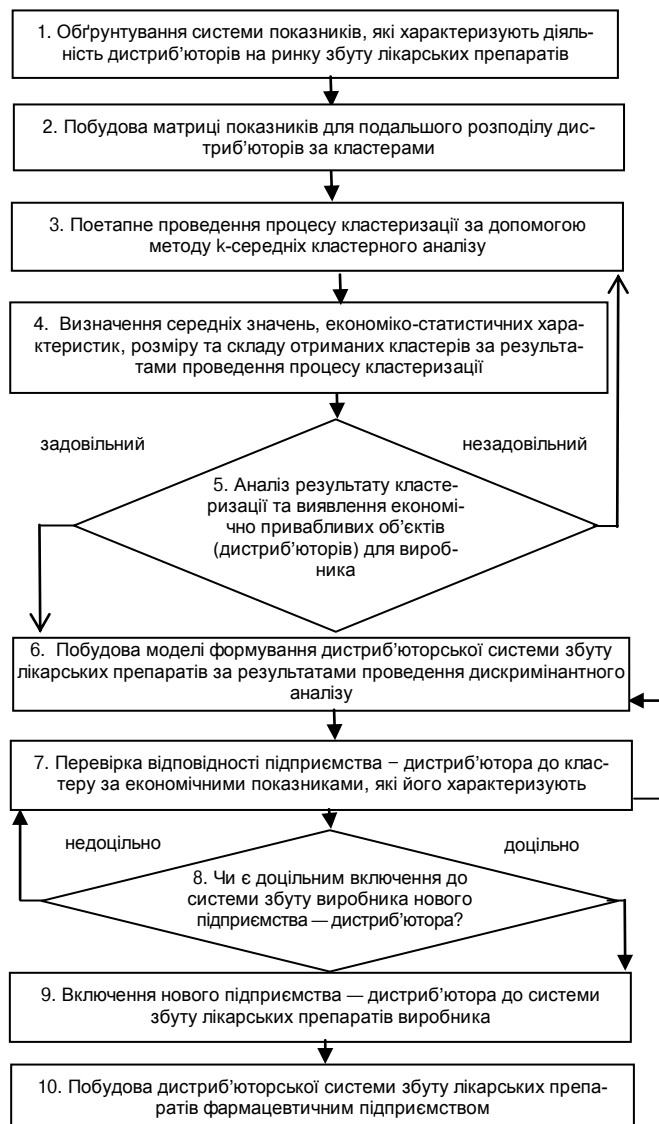 1. Обґрунтування системи показників, які характеризують діяль-
ність дистриб’юторів на ринку збуту лікарських препаратів
2. Побудова матриці показників для подальшого розподілу дис-
триб’юторів за кластерами
3. Поетапне проведення процесу кластеризації за допомогою
методу k-середніх кластерного аналізу
4. Визначення середніх значень, економіко-статистичних харак-
теристик, розміру та складу отриманих кластерів за результа-
тами проведення процесу кластеризації
задовільний
незадовільний
5. Аналіз результату класте-
ризації та виявлення економі-
чно привабливих об’єктів
(дистриб’юторів) для вироб-
ника
6. Побудова моделі формування дистриб’юторської системи збуту
лікарських препаратів за результатами проведення дискримінантного
аналізу
7. Перевірка відповідності підприємства – дистриб’ютора до клас-
теру за економічними показниками, які його характеризують
недоцільно
доцільно
8. Чи є доцільним включення до
системи збуту виробника нового
підприємства — дистриб’ютора?
9. Включення нового підприємства — дистриб’ютора до системи
збуту лікарських препаратів виробника
10. Побудова дистриб’юторської системи збуту лікарських препа-
ратів фармацевтичним підприємством